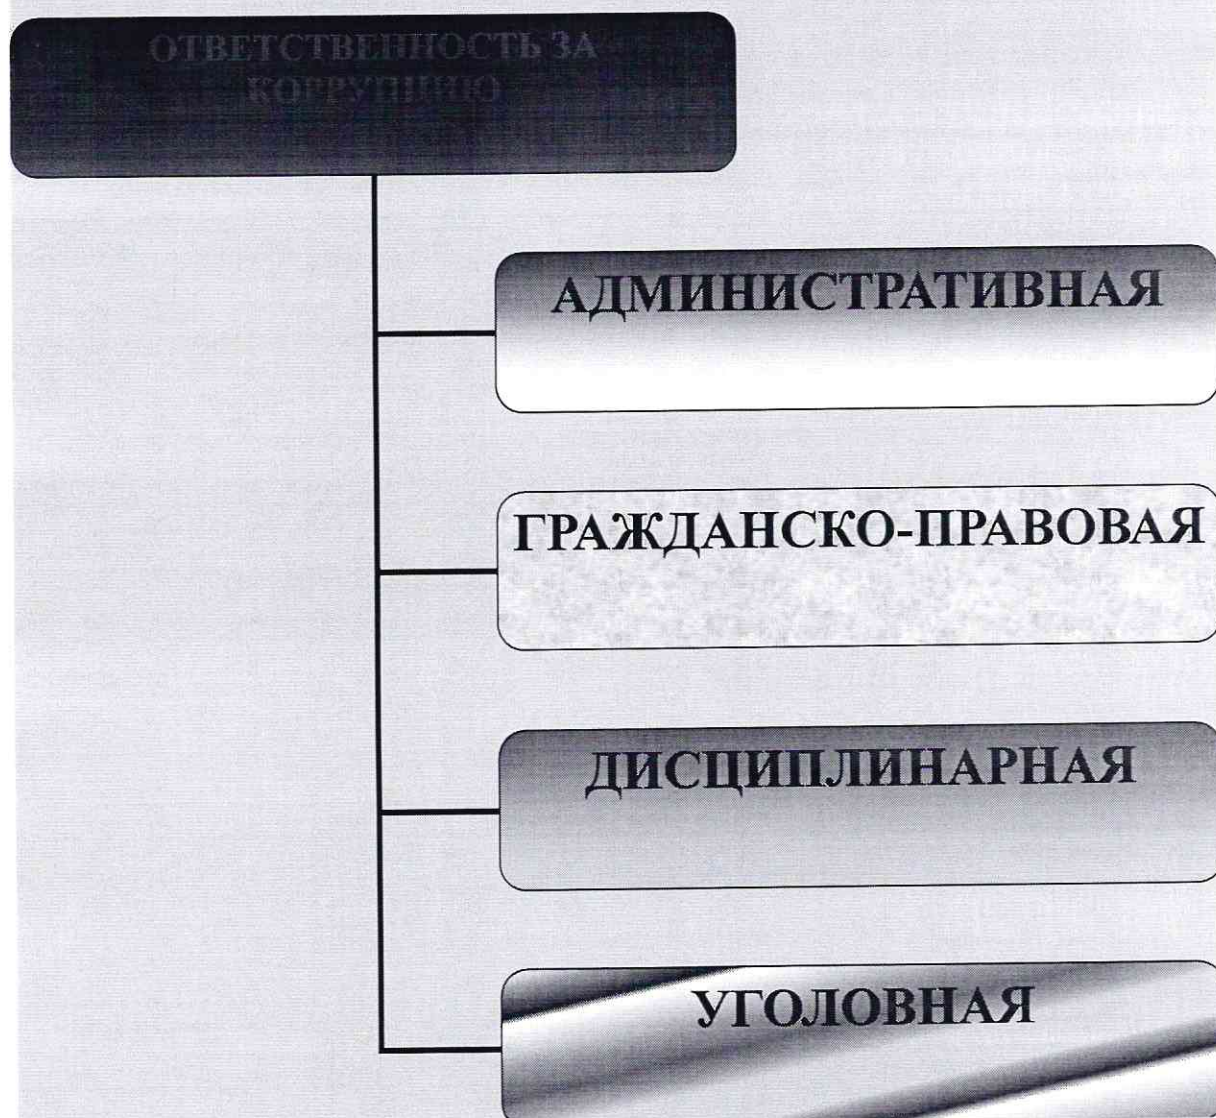 ОТВЕТСТВЕННОСТЬ ЗА
КОРРУПЦИЮ
АДМИНИСТРАТИВНАЯ
ГРАЖДАНСКО-ПРАВОВАЯ
ДИСЦИПЛИНАРНАЯ
УГОЛОВНАЯ